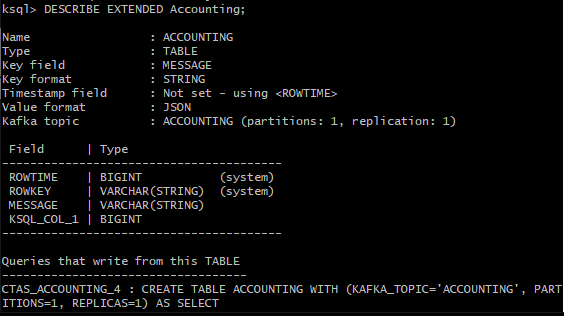 ksql> DESCRIBE EXTENDED Accounting;
Name : ACCOUNTING
Type : TABLE
Key field : MESSAGE
Key format : STRING
Timestamp field : Not set - using <ROWTIME>
Value format : JSON
Kafka topic : ACCOUNTING (partitions: 1, replication: 1)
Field | Type
----------------------------------------
ROWTIME | BIGINT (system)
ROWKEY | VARCHAR(STRING) (system)
MESSAGE | VARCHAR(STRING)
KSQL_COL_1 | BIGINT
----------------------------------------
Queries that write from this TABLE
-----------------------------------
CTAS_ACCOUNTING_4 : CREATE TABLE ACCOUNTING WITH (KAFKA_TOPIC='ACCOUNTING', PART
ITIONS=1, REPLICAS=1) AS SELECT